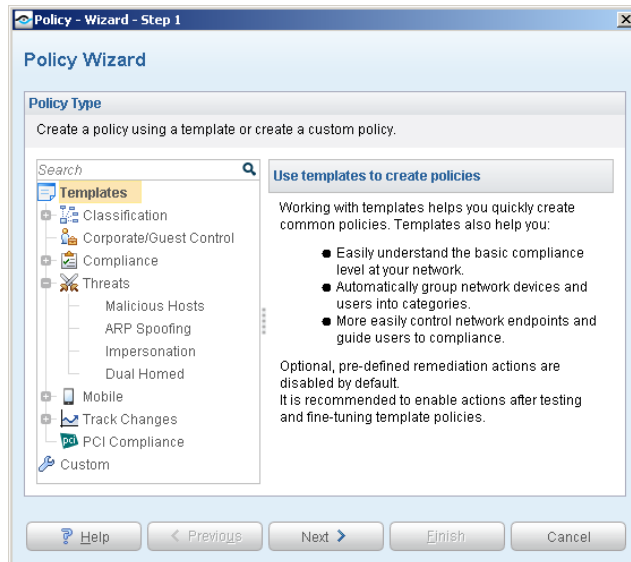 Policy - Wizard - Step 1
Policy Wizard
Policy Type
Create a policy using a template or create a custom policy.
Search
Templates
Classification
Corporate/Guest Control
Compliance
Threats
Malicious Hosts
ARP Spoofing
Impersonation
Dual Homed
Mobile
Track Changes
pci PCI Compliance
Custom
Use templates to create policies
Working with templates helps you quickly create
common policies. Templates also help you:
● Easily understand the basic compliance
level at your network.
● Automatically group network devices and
users into categories.
● More easily control network endpoints and
guide users to compliance.
Optional, pre-defined remediation actions are
disabled by default.
It is recommended to enable actions after testing
and fine-tuning template policies.
? Help
< Previous
Next >
Finish
Cancel